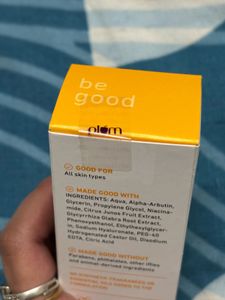 be
good
plum
GOOD FOR
All skin types
MADE GOOD WITH
INGREDIENTS: Aqua, Alpha-Arbutin,
Glycerin, Propylene Glycol, Niacina-
mide, Citrus Junos Fruit Extract,
Glycyrrhiza Glabra Root Extract,
Phenoxyethanol, Ethylhexylglycer-
in, Sodium Hyaluronate, PEG-40
Hydrogenated Castor Oil, Disodium
EDTA, Citric Acid
MADE GOOD WITHOUT
Parabens, phthalates, other
and animal-derived ingredients